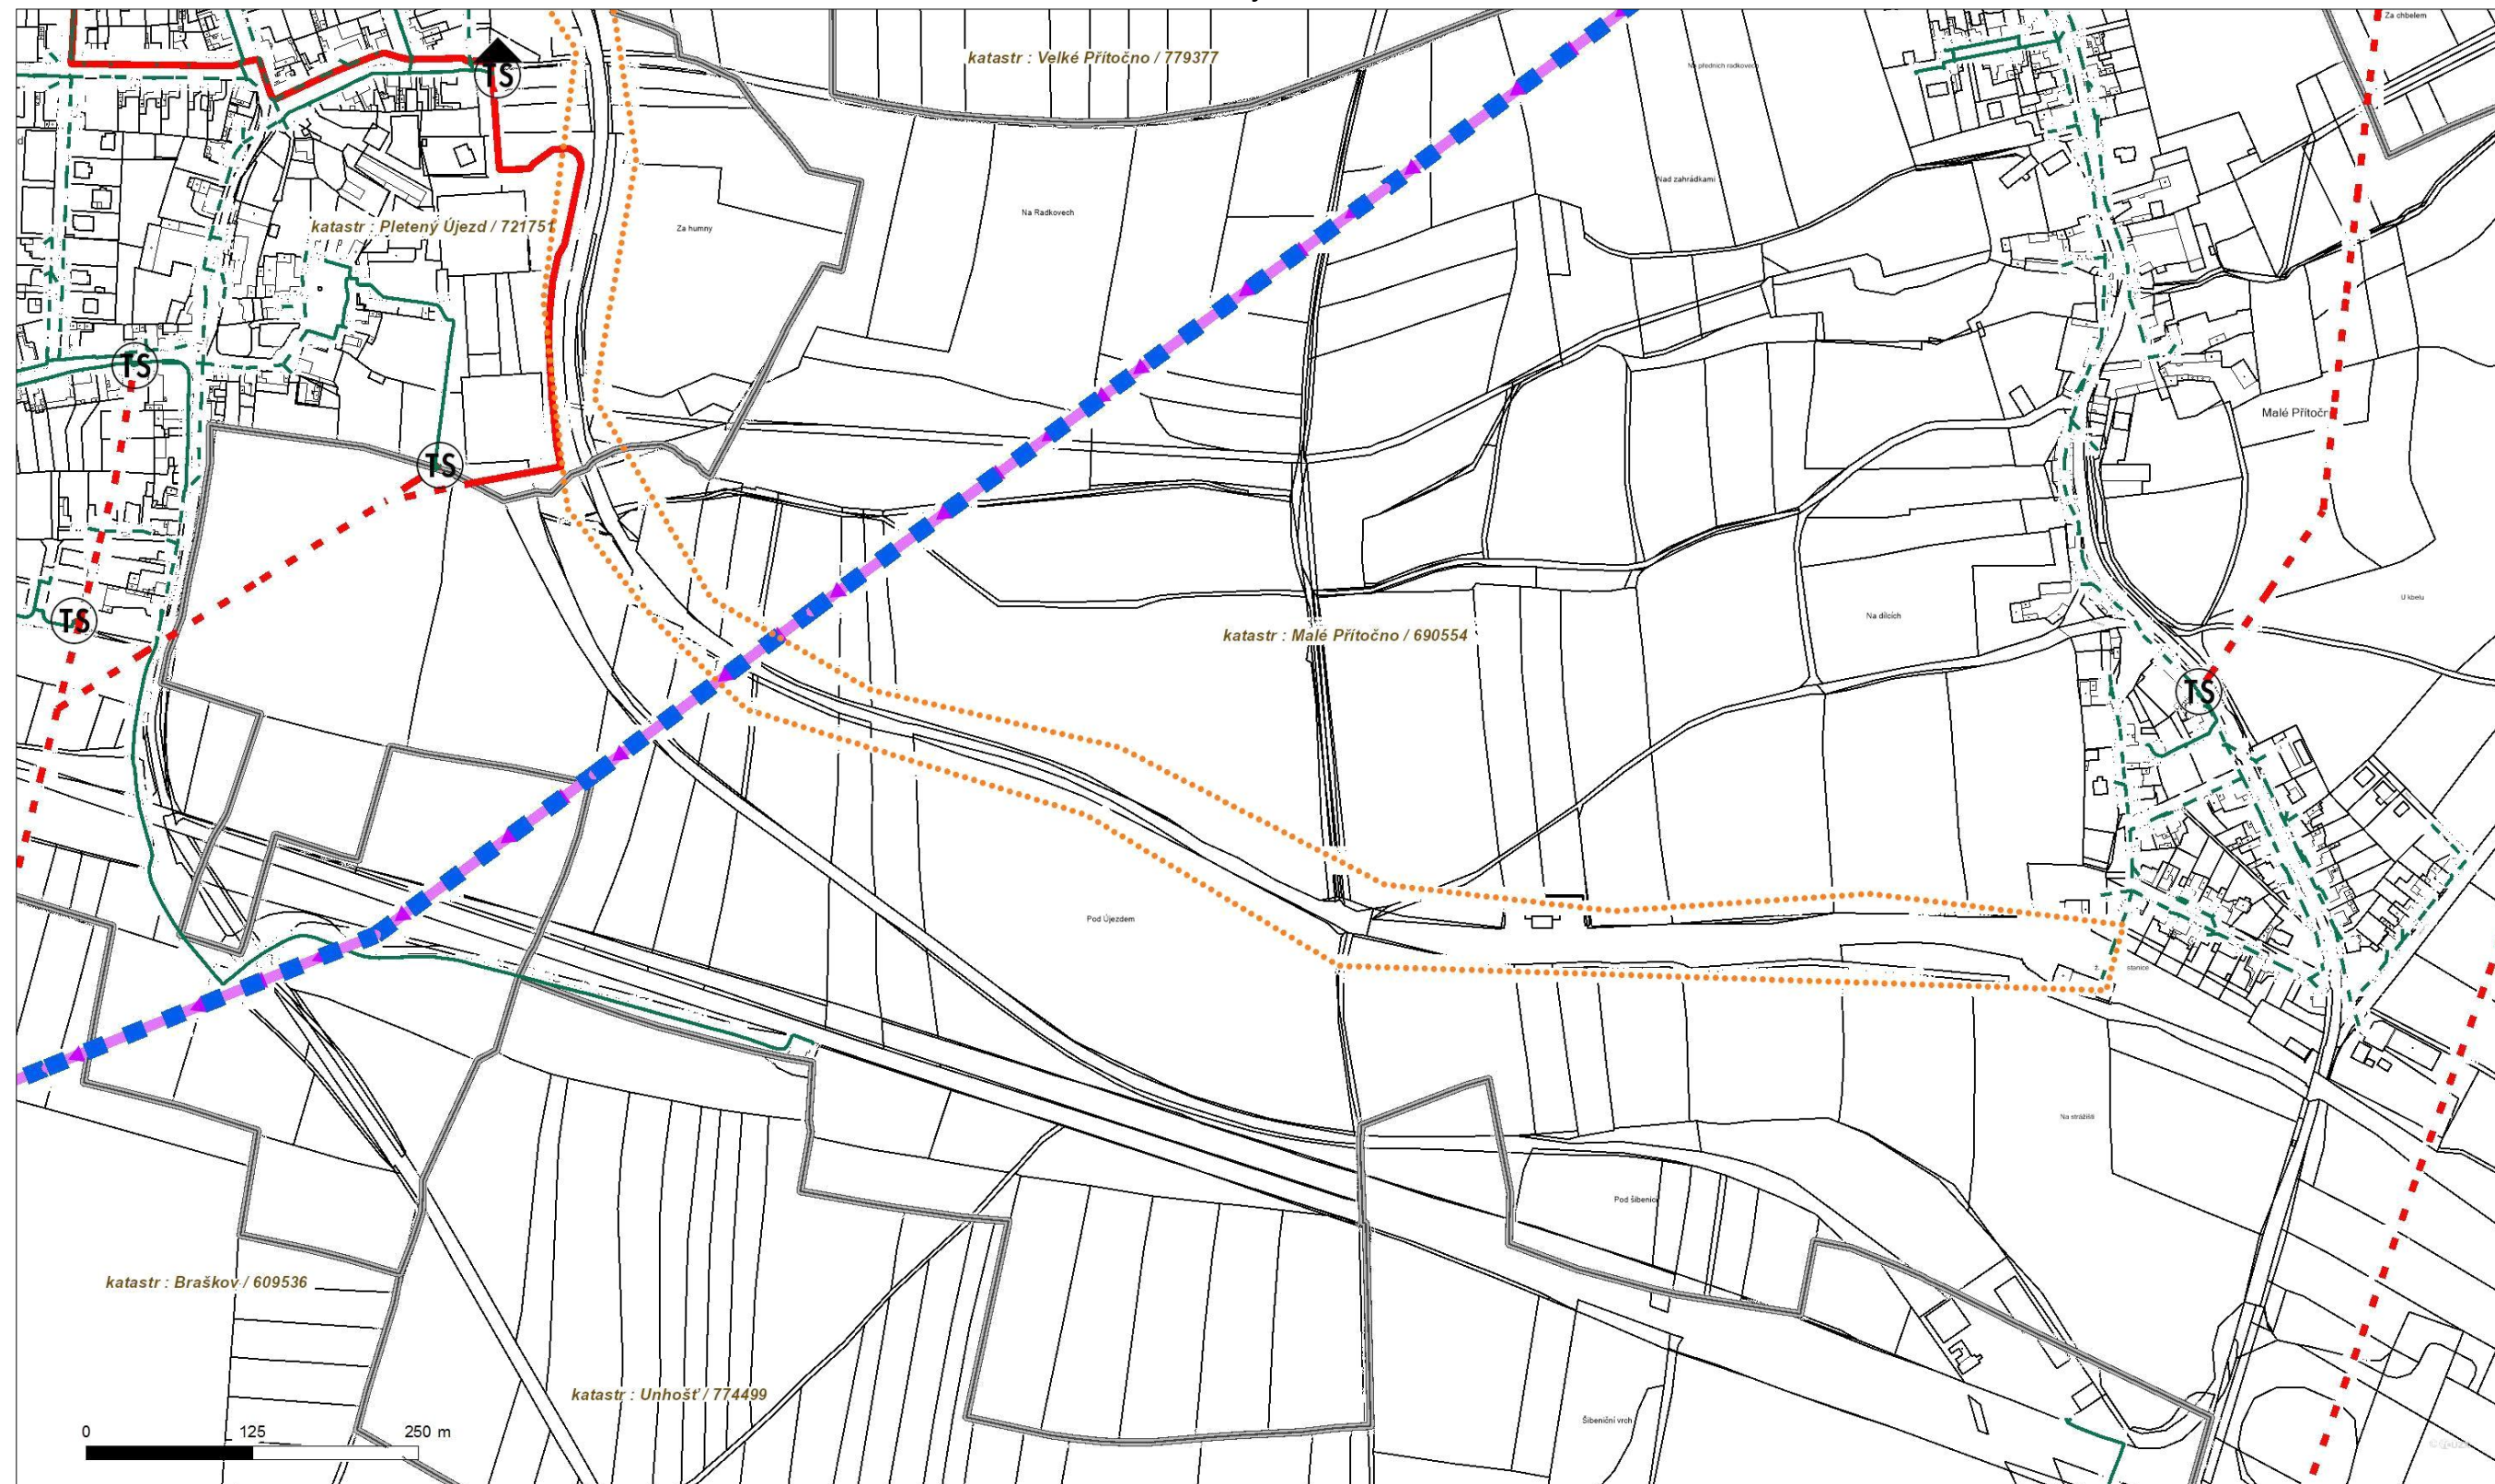 Za chbelem
katastr : Velké Přítočno / 779377
Na předních radkovech
TS
Nad zahrádkami
Na Radkovech
katastr : Pletený Újezd / 721751
Za humny
TS
Malé Přítočn
TS
U kbelu
Na dílcích
TS
katastr : Malé Přítočno / 690554
TS
Pod Újezdem
stanice
Na strážišti
Pod šibenicí
katastr : Braškov / 609536
katastr : Unhošť / 774499
Šibeniční vrch
0 125 250 m